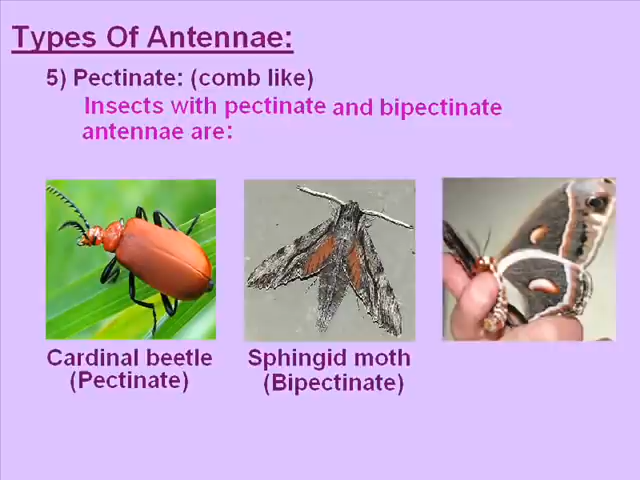 Types Of Antennae:
5) Pectinate: (comb like)
Insects with pectinate and bipectinate
antennae are:
Cardinal beetle
(Pectinate)
Sphingid moth
(Bipectinate)